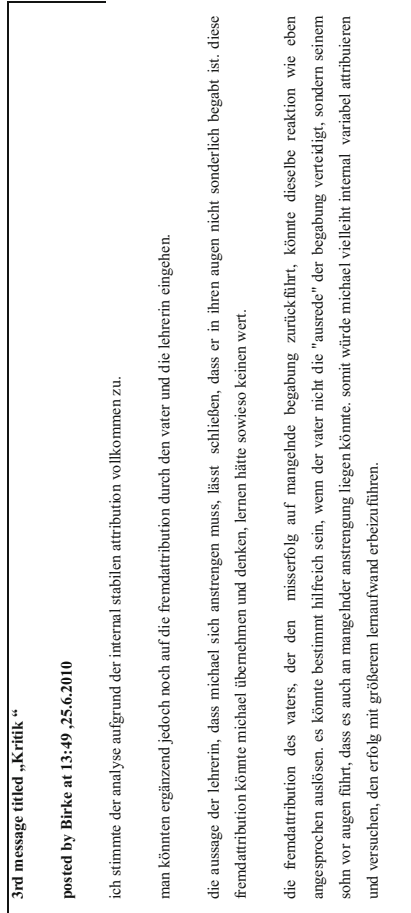 3rd message titled „Kritik “
posted by Birke at 13:49 ,25.6.2010
ich stimmte der analyse aufgrund der internal stabilen attribution vollkommen zu.
man könnten ergänzend jedoch noch auf die fremdattribution durch den vater und die lehrerin eingehen.
die aussage der lehrerin, dass michael sich anstrengen muss, lässt schließen, dass er in ihren augen nicht sonderlich begabt ist. diese
fremdattribution könnte michael übernehmen und denken, lernen hätte sowieso keinen wert.
die fremdattribution des vaters, der den misserfolg auf mangelnde begabung zurückführt, könnte dieselbe reaktion wie eben
angesprochen auslösen. es könnte bestimmt hilfreich sein, wenn der vater nicht die "ausrede" der begabung verteidigt, sondern seinem
sohn vor augen führt, dass es auch an mangelnder anstrengung liegen könnte. somit würde michael vielleiht internal variabel attribuieren
und versuchen, den erfolg mit größerem lernaufwand erbeizuführen.